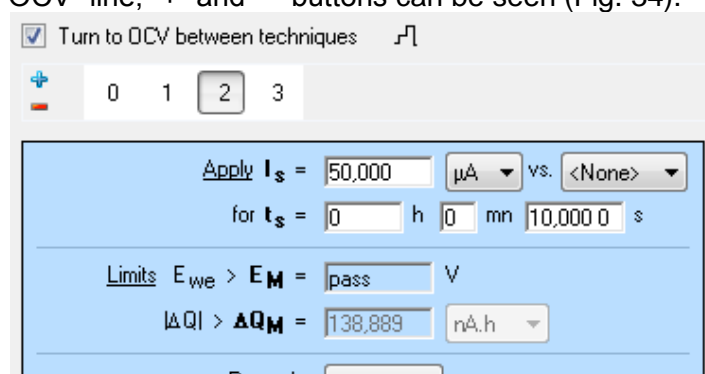 OCV" line, "+" and "-" buttons can be seen (Fig. 34).
Turn to OCV between techniques
0 1 2 3
Apply Is = 50,000 µA vs. <None>
for ts = 0 h 0 mn 10,000 0 s
Limits Ewe > EM = pass V
|ΔQ| > ΔQM = 138,889 nA.h